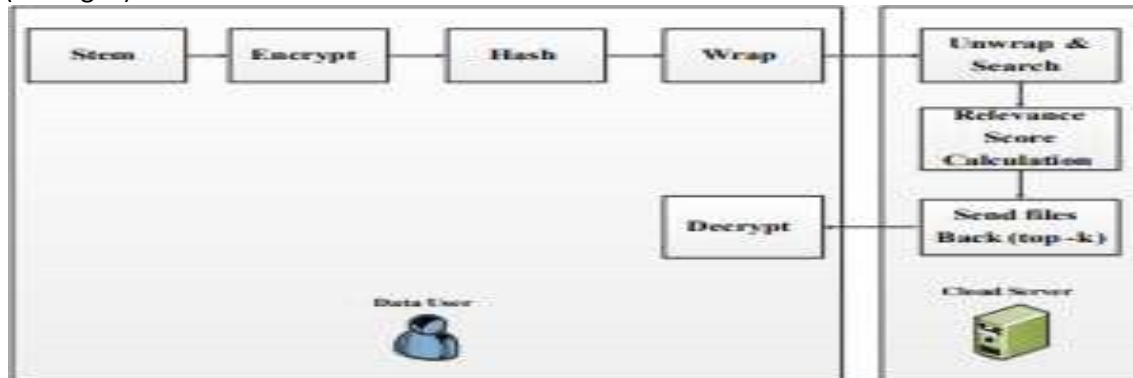 Stem
Encrypt
Hash
Wrap
Unwrap &
Search
Relevance
Score
Calculation
Decrypt
Send files
Back (top-k)
Data User
Cloud Server